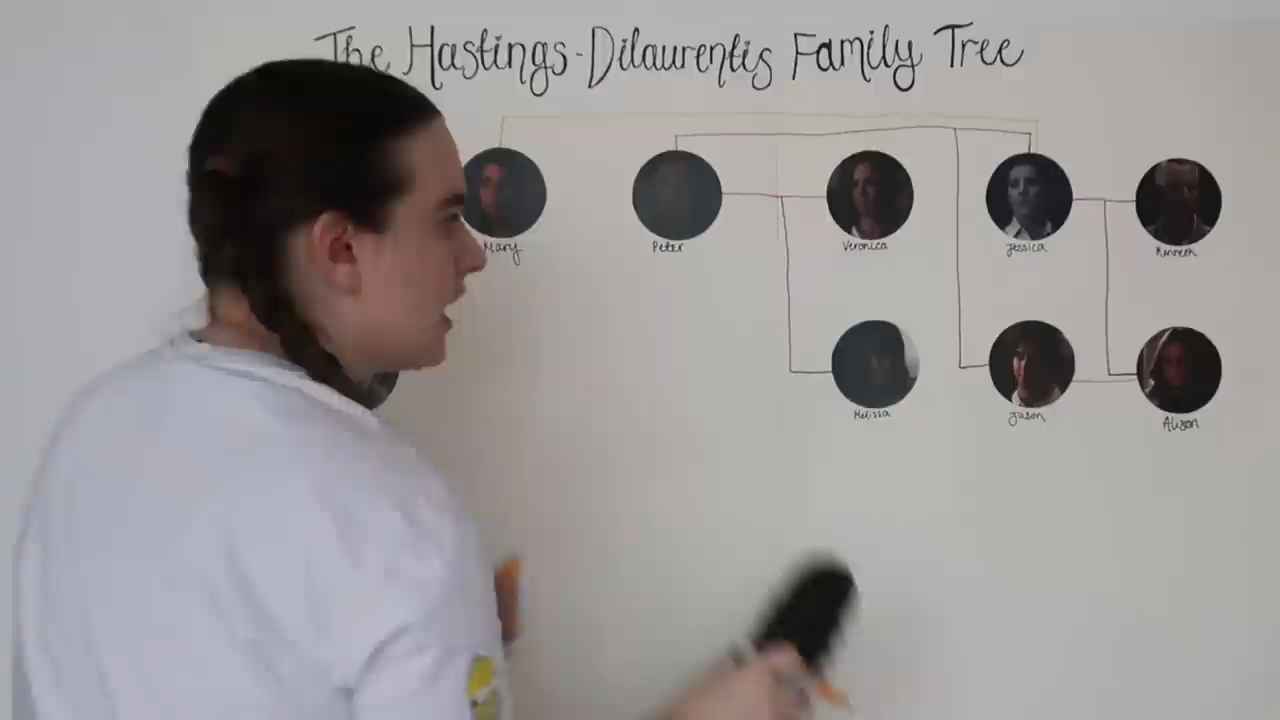 The Hastings-Dilaurentis Family Tree
Mary Peter Veronica Jessica Kenneth
Melissa Jason Alison